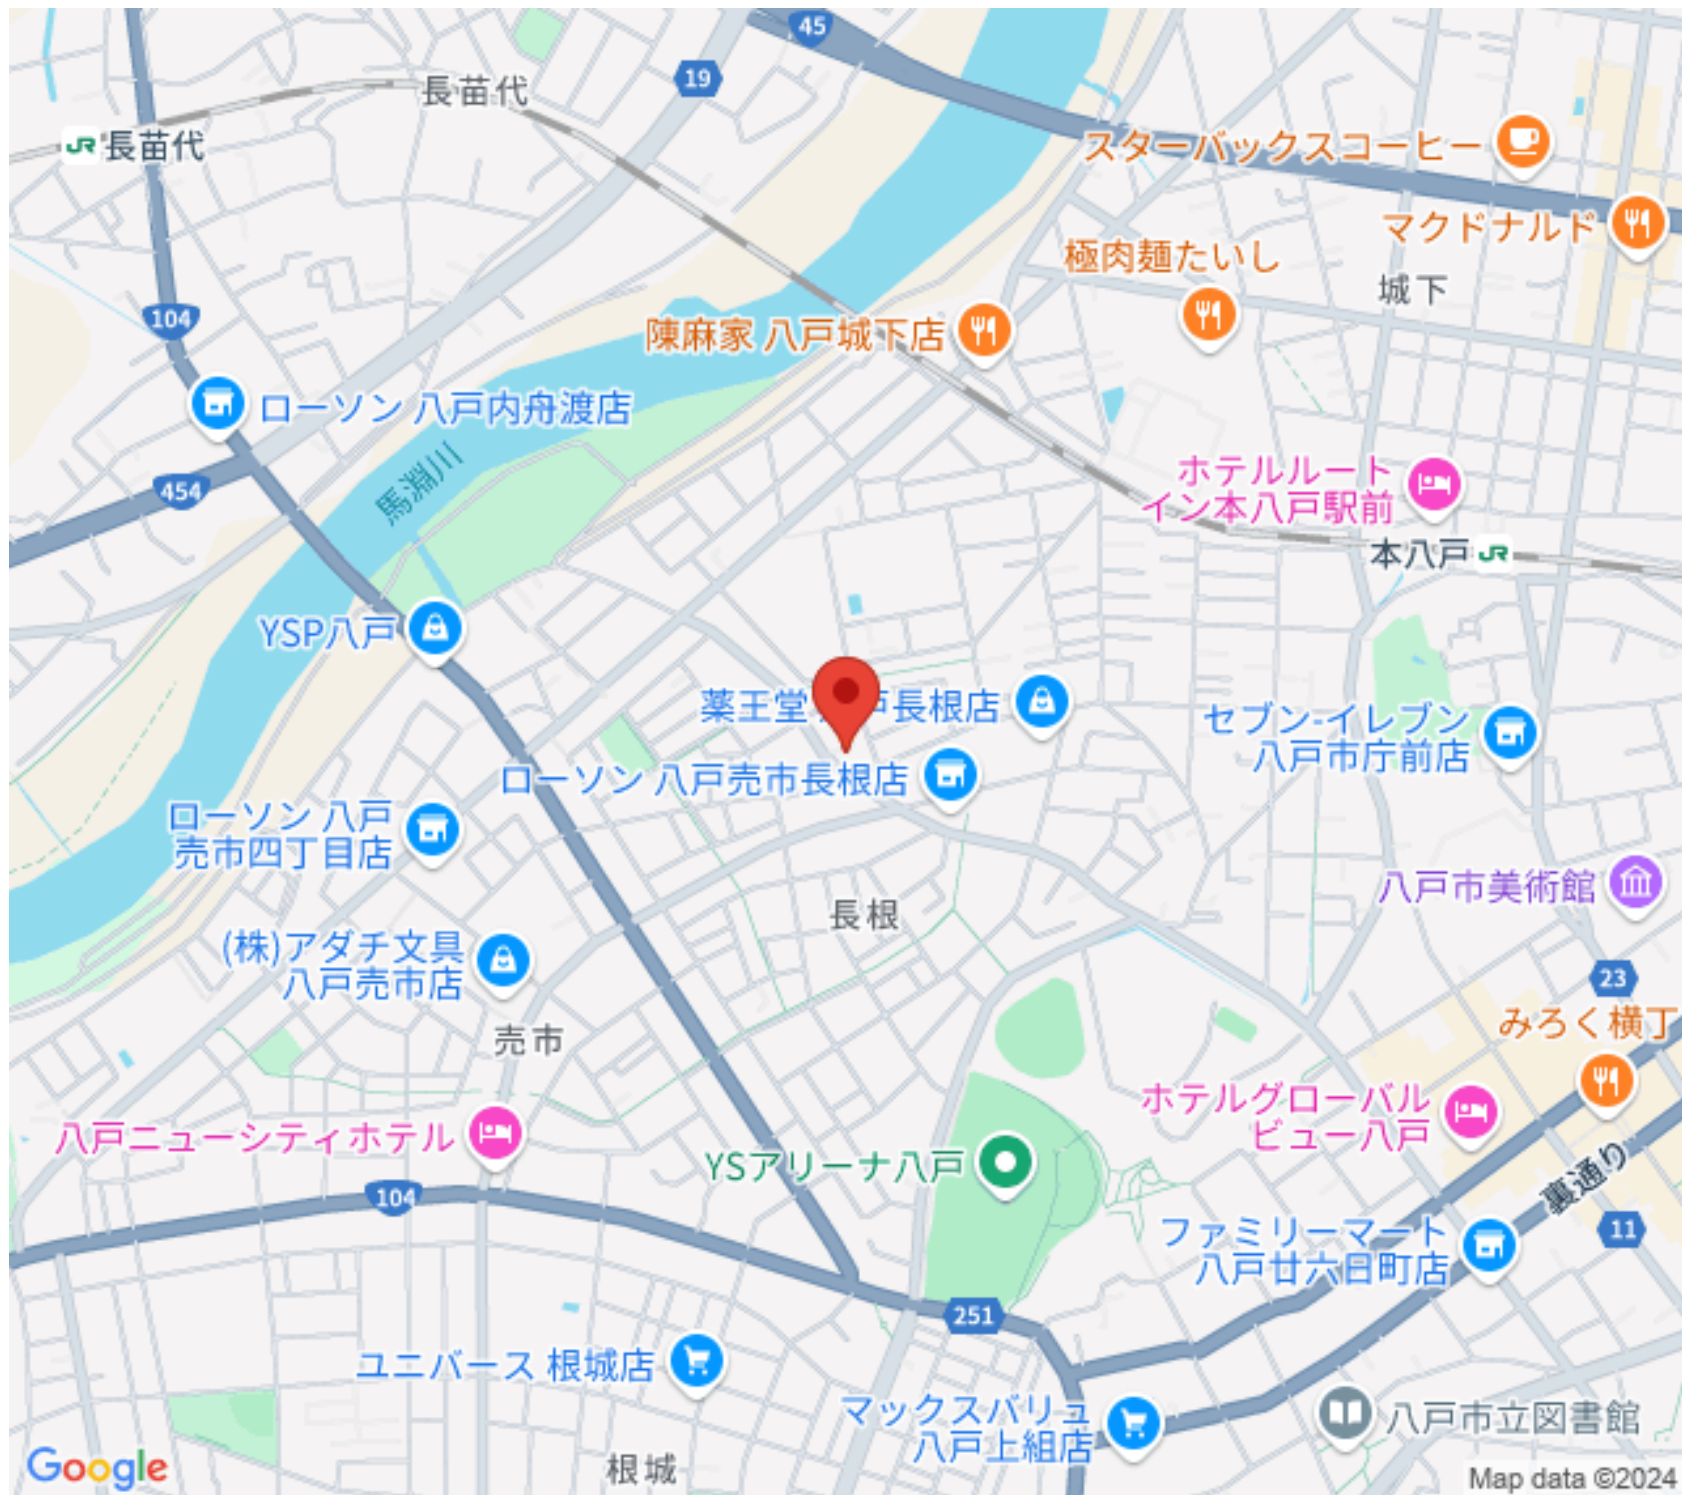 45
19
長苗代
JR 長苗代
スターバックスコーヒー
マクドナルド
極肉麺たいし
城下
104
陳麻家 八戸城下店
ローソン 八戸内舟渡店
馬淵川
454
ホテルルート
イン本八戸駅前
本八戸 JR
YSP八戸
薬王堂 戸長根店
セブン-イレブン
八戸市庁前店
ローソン 八戸売市長根店
ローソン 八戸
売市四丁目店
八戸市美術館
長根
(株)アダチ文具
八戸売市店
23
みろく横丁
売市
ホテルグローバル
ビュー八戸
八戸ニューシティホテル
YSアリーナ八戸
裏通り
104
ファミリーマート
八戸廿六日町店
11
251
ユニバース 根城店
マックスバリュ
八戸上組店
八戸市立図書館
根城
Google
Map data ©2024